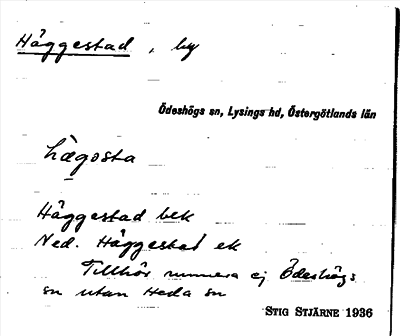 Häggestad, by
Ödeshögs sn, Lysings hd, Östergötlands län
hägosta
Häggestad bek
Ned. Häggestad ek
Tillhör numera ej Ödeshögs
sn utan Heda sn
STIG STJÄRNE 1936